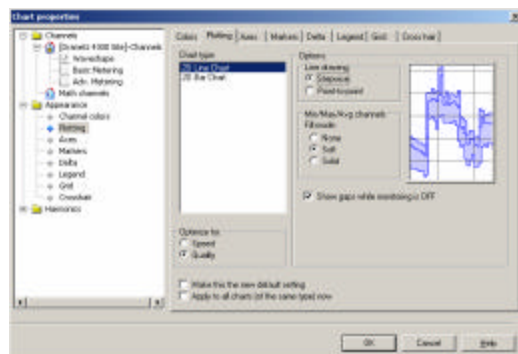 Chart properties
Channels
[Dranetz 4300 Site]-Channels
Waveshape
Basic Metering
Adv. Metering
Math channels
Appearance
Channel colors
Plotting
Axes
Markers
Delta
Legend
Grid
Crosshair
Harmonics
Colors Plotting Axes Markers Delta Legend Grid Crosshair
Chart type
2D Line Chart
2D Bar Chart
Optimize for:
Speed
Quality
Options
Line drawing
Stepwise
Point-to-point
Min/Max/Avg channels
Fill mode:
None
Soft
Solid
Show gaps while monitoring is OFF
Make this the new default setting
Apply to all charts (of the same type) now
OK Cancel Help